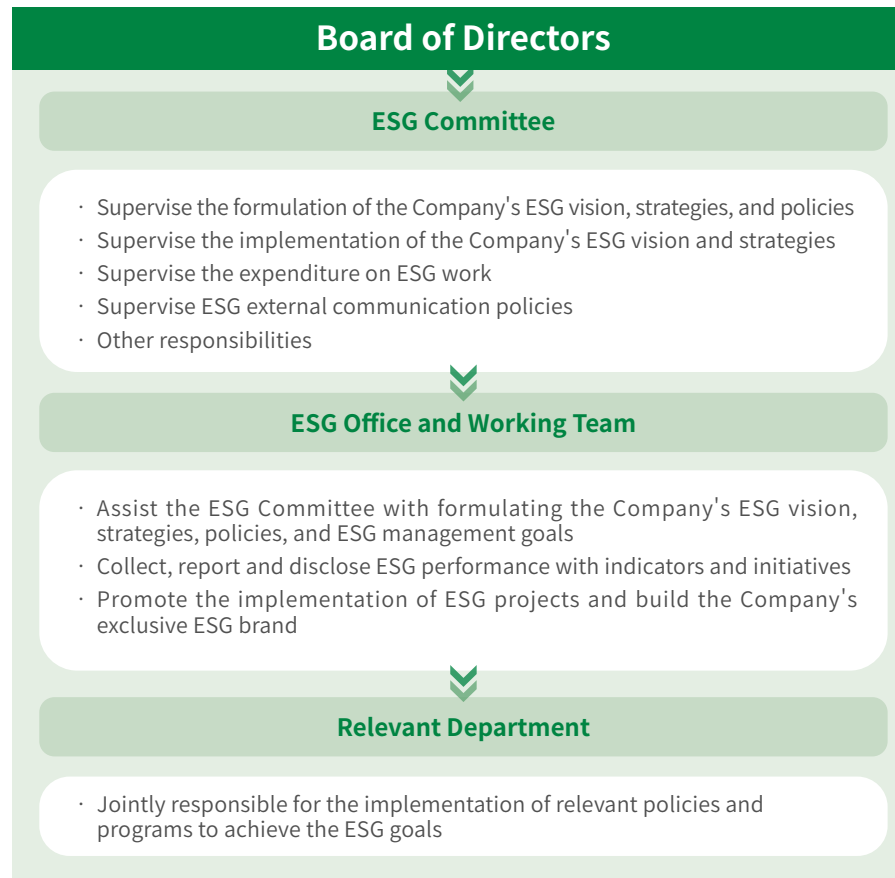 Board of Directors
ESG Committee
· Supervise the formulation of the Company's ESG vision, strategies, and policies
· Supervise the implementation of the Company's ESG vision and strategies
· Supervise the expenditure on ESG work
· Supervise ESG external communication policies
· Other responsibilities
ESG Office and Working Team
· Assist the ESG Committee with formulating the Company's ESG vision,
strategies, policies, and ESG management goals
· Collect, report and disclose ESG performance with indicators and initiatives
· Promote the implementation of ESG projects and build the Company's
exclusive ESG brand
Relevant Department
· Jointly responsible for the implementation of relevant policies and
programs to achieve the ESG goals